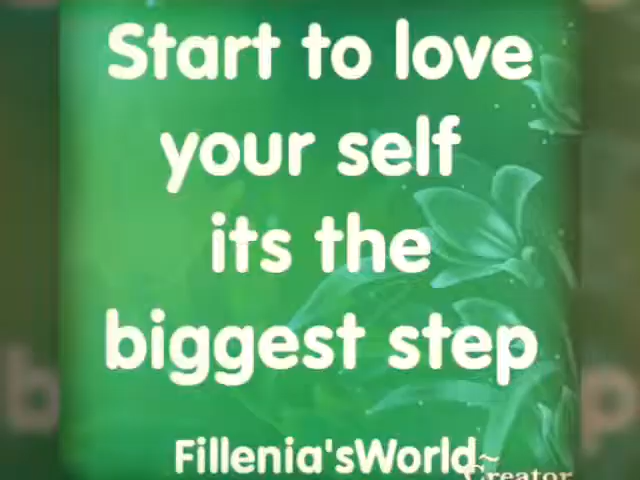 Start to love
your self
its the
biggest step
Fillenia'sWorld~
Creator